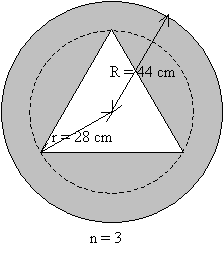 R = 44 cm
r = 28 cm
n = 3